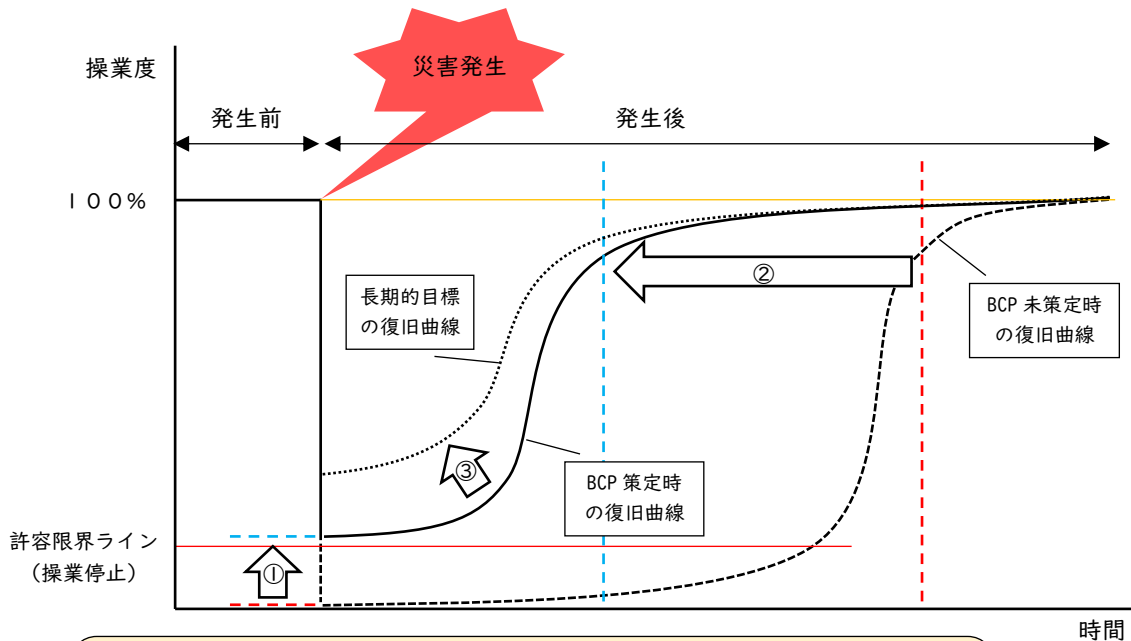 災害発生
操業度
発生前
発生後
100%
②
長期的目標
の復旧曲線
BCP 未策定時
の復旧曲線
③
BCP 策定時
の復旧曲線
許容限界ライン
(操業停止)
①
時間